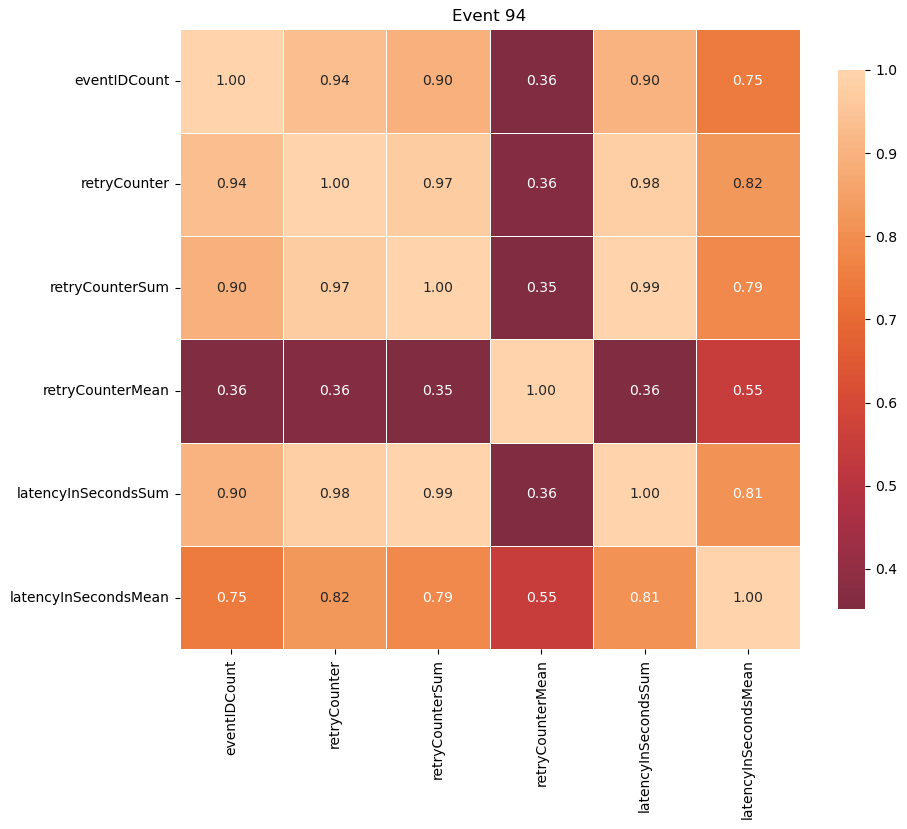 Event 94
eventIDCount 1.00 0.94 0.90 0.36 0.90 0.75
retryCounter 0.94 1.00 0.97 0.36 0.98 0.82
retryCounterSum 0.90 0.97 1.00 0.35 0.99 0.79
retryCounterMean 0.36 0.36 0.35 1.00 0.36 0.55
latencyInSecondsSum 0.90 0.98 0.99 0.36 1.00 0.81
latencyInSecondsMean 0.75 0.82 0.79 0.55 0.81 1.00
eventIDCount
retryCounter
retryCounterSum
retryCounterMean
latencyInSecondsSum
latencyInSecondsMean
1.0
0.9
0.8
0.7
0.6
0.5
0.4